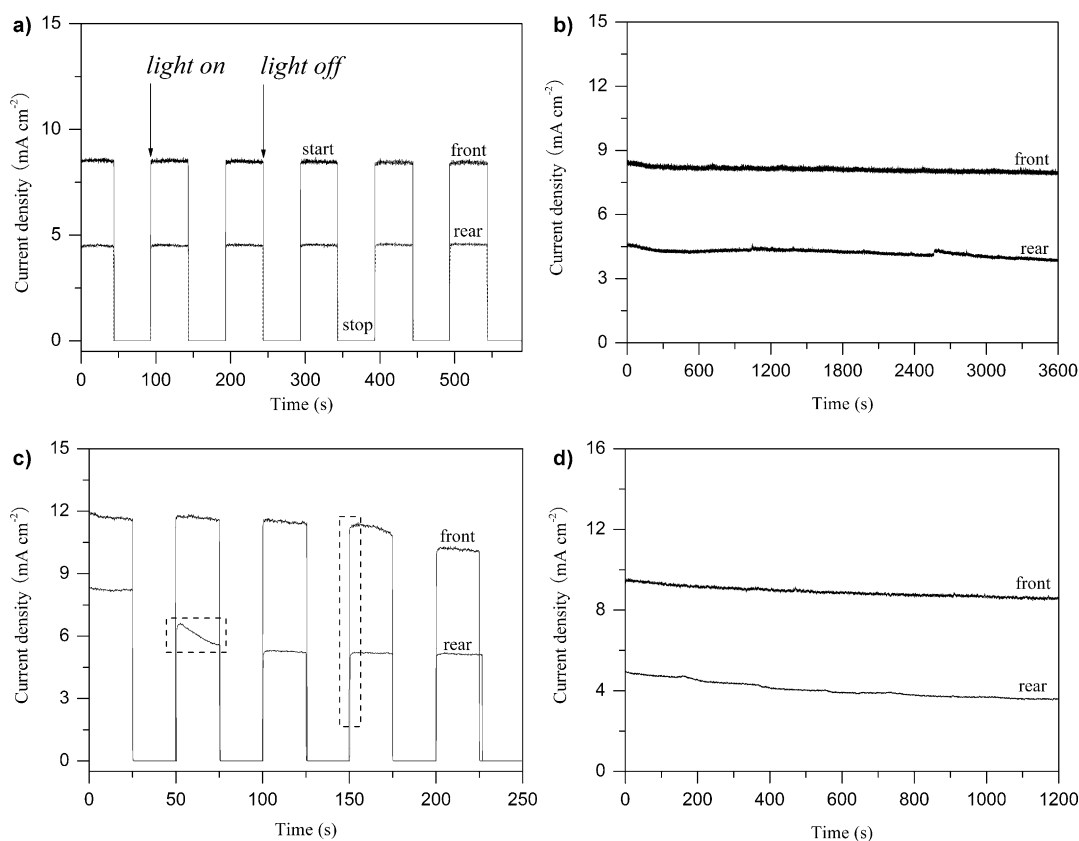 a)
light on
light off
start
front
rear
stop
15
10
5
0
0
100
200
300
400
500
Time (s)
Current density (mA cm⁻²)
b)
front
rear
15
12
9
6
3
0
0
600
1200
1800
2400
3000
3600
Time (s)
Current density (mA cm⁻²)
c)
front
rear
15
12
9
6
3
0
0
50
100
150
200
250
Time (s)
Current density (mA cm⁻²)
d)
front
rear
16
12
8
4
0
0
200
400
600
800
1000
1200
Time (s)
Current density (mA cm⁻²)